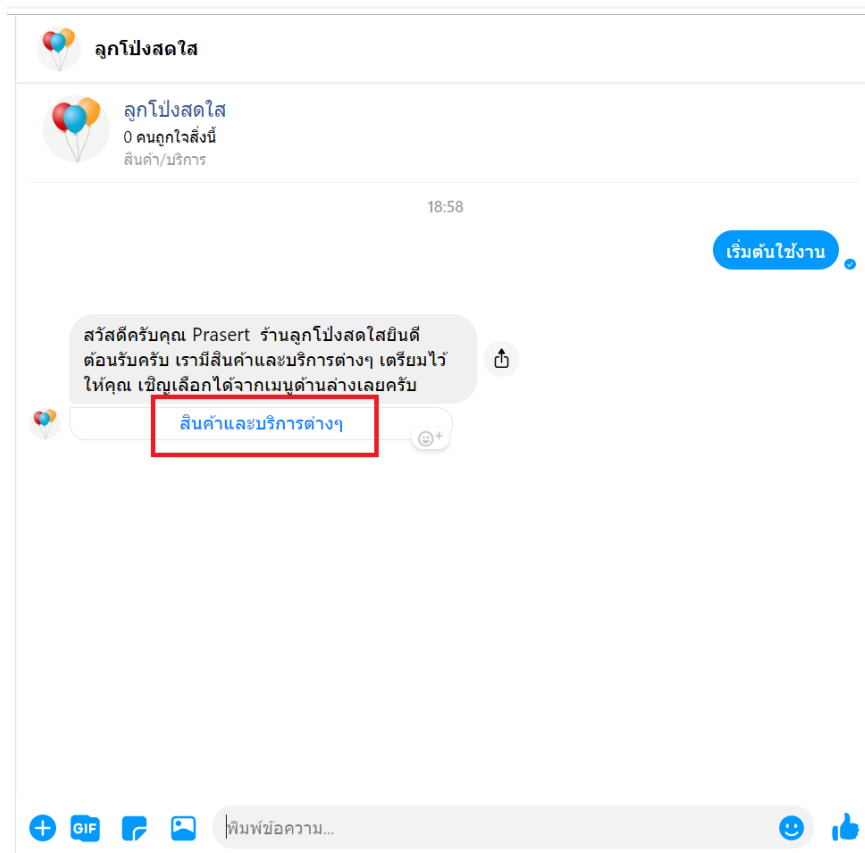 ลูกโป่งสดใส
ลูกโป่งสดใส
0 คนถูกใจสิ่งนี้
สินค้า/บริการ
18:58
เริ่มต้นใช้งาน
สวัสดีครับคุณ Prasert ร้านลูกโป่งสดใสยินดี
ต้อนรับครับ เรามีสินค้าและบริการต่างๆ เตรียมไว้
ให้คุณ เชิญเลือกได้จากเมนูด้านล่างเลยครับ
สินค้าและบริการต่างๆ
GIF
พิมพ์ข้อความ...